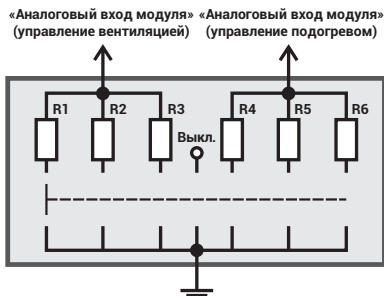 «Аналоговый вход модуля» «Аналоговый вход модуля»
(управление вентиляцией) (управление подогревом)
R1 R2 R3 R4 R5 R6
Выкл.